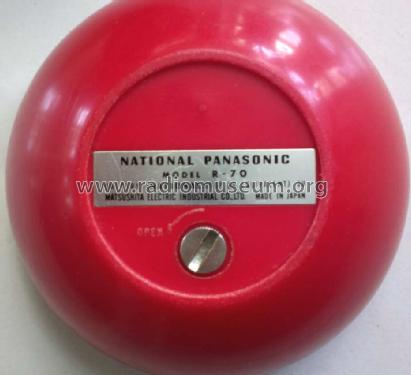 NATIONAL PANASONIC
MODEL R-70
www.radiomuseum.org
MATSUSHITA ELECTRIC INDUSTRIAL CO., LTD. MADE IN JAPAN
OPEN